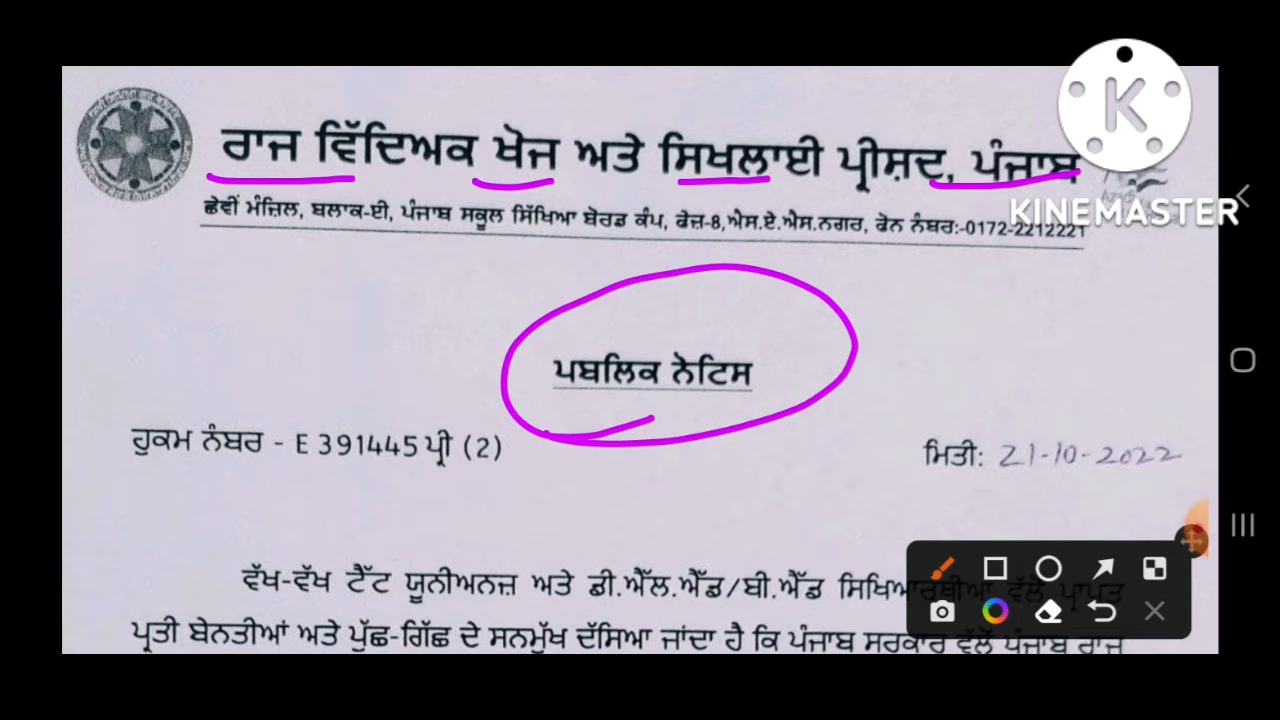 ਰਾਜ ਵਿੱਦਿਅਕ ਖੋਜ ਅਤੇ ਸਿਖਲਾਈ ਪ੍ਰੀਸ਼ਦ, ਪੰਜਾਬ
K
KINEMASTER
ਛੇਵੀਂ ਮੰਜ਼ਿਲ, ਬਲਾਕ-ਈ, ਪੰਜਾਬ ਸਕੂਲ ਸਿੱਖਿਆ ਬੋਰਡ ਕੰਪ, ਫੇਜ਼-8,ਐਸ.ਏ.ਐਸ.ਨਗਰ, ਫੋਨ ਨੰਬਰ:-0172-2212221
ਪਬਲਿਕ ਨੋਟਿਸ
ਹੁਕਮ ਨੰਬਰ - E 391445 ਪ੍ਰੀ (2)
ਮਿਤੀ: 21-10-2022
ਵੱਖ-ਵੱਖ ਟੈੱਟ ਯੂਨੀਅਨਜ਼ ਅਤੇ ਡੀ.ਐੱਲ.ਐੱਡ/ਬੀ.ਐੱਡ ਸਿਖਿਆਰਥੀਆਂ ਵੱਲੋਂ ਪ੍ਰਾਪਤ
ਪ੍ਰਤੀ ਬੇਨਤੀਆਂ ਅਤੇ ਪੁੱਛ-ਗਿੱਛ ਦੇ ਸਨਮੁੱਖ ਦੱਸਿਆ ਜਾਂਦਾ ਹੈ ਕਿ ਪੰਜਾਬ ਸਰਕਾਰ ਵੱਲੋਂ ਪੰਜਾਬ ਰਾਜ